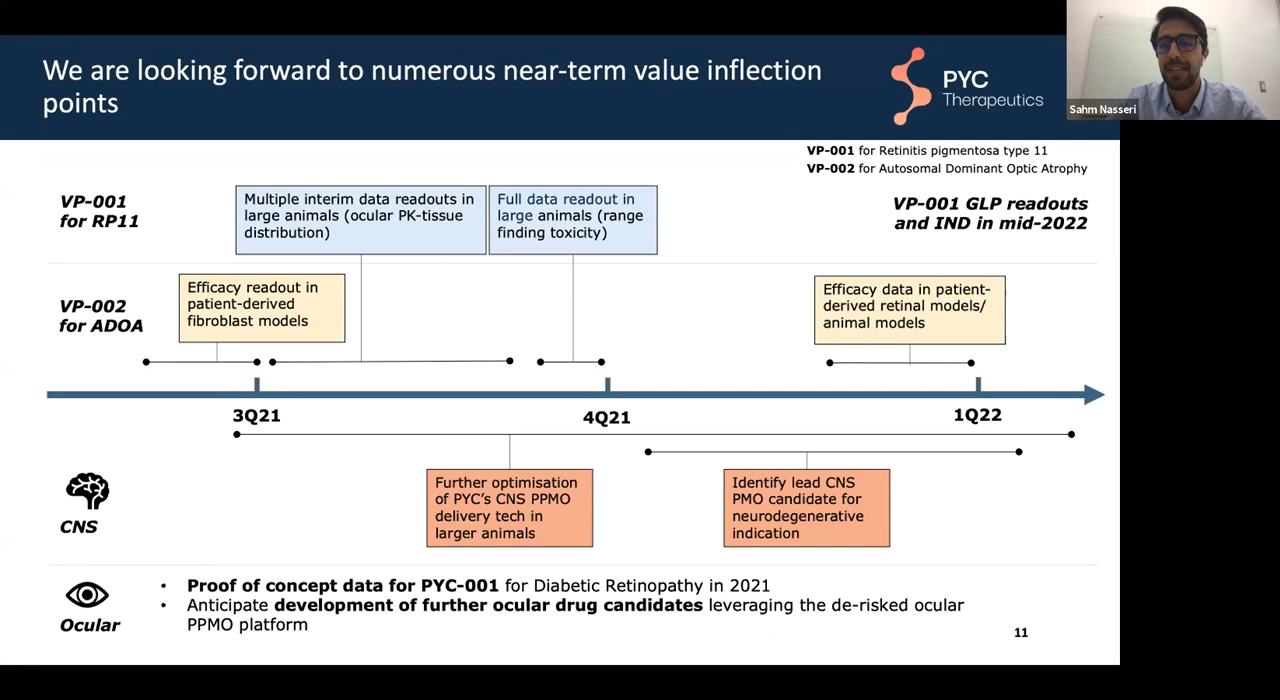 We are looking forward to numerous near-term value inflection
points
PYC
Therapeutics
Sahm Nasseri
VP-001 for Retinitis pigmentosa type 11
VP-002 for Autosomal Dominant Optic Atrophy
VP-001
for RP11
Multiple interim data readouts in
large animals (ocular PK-tissue
distribution)
Full data readout in
large animals (range
finding toxicity)
VP-001 GLP readouts
and IND in mid-2022
VP-002
for ADOA
Efficacy readout in
patient-derived
fibroblast models
Efficacy data in patient-
derived retinal models/
animal models
3Q21
4Q21
1Q22
CNS
Further optimisation
of PYC’s CNS PPMO
delivery tech in
larger animals
Identify lead CNS
PMO candidate for
neurodegenerative
indication
Ocular
• Proof of concept data for PYC-001 for Diabetic Retinopathy in 2021
• Anticipate development of further ocular drug candidates leveraging the de-risked ocular
PPMO platform
11